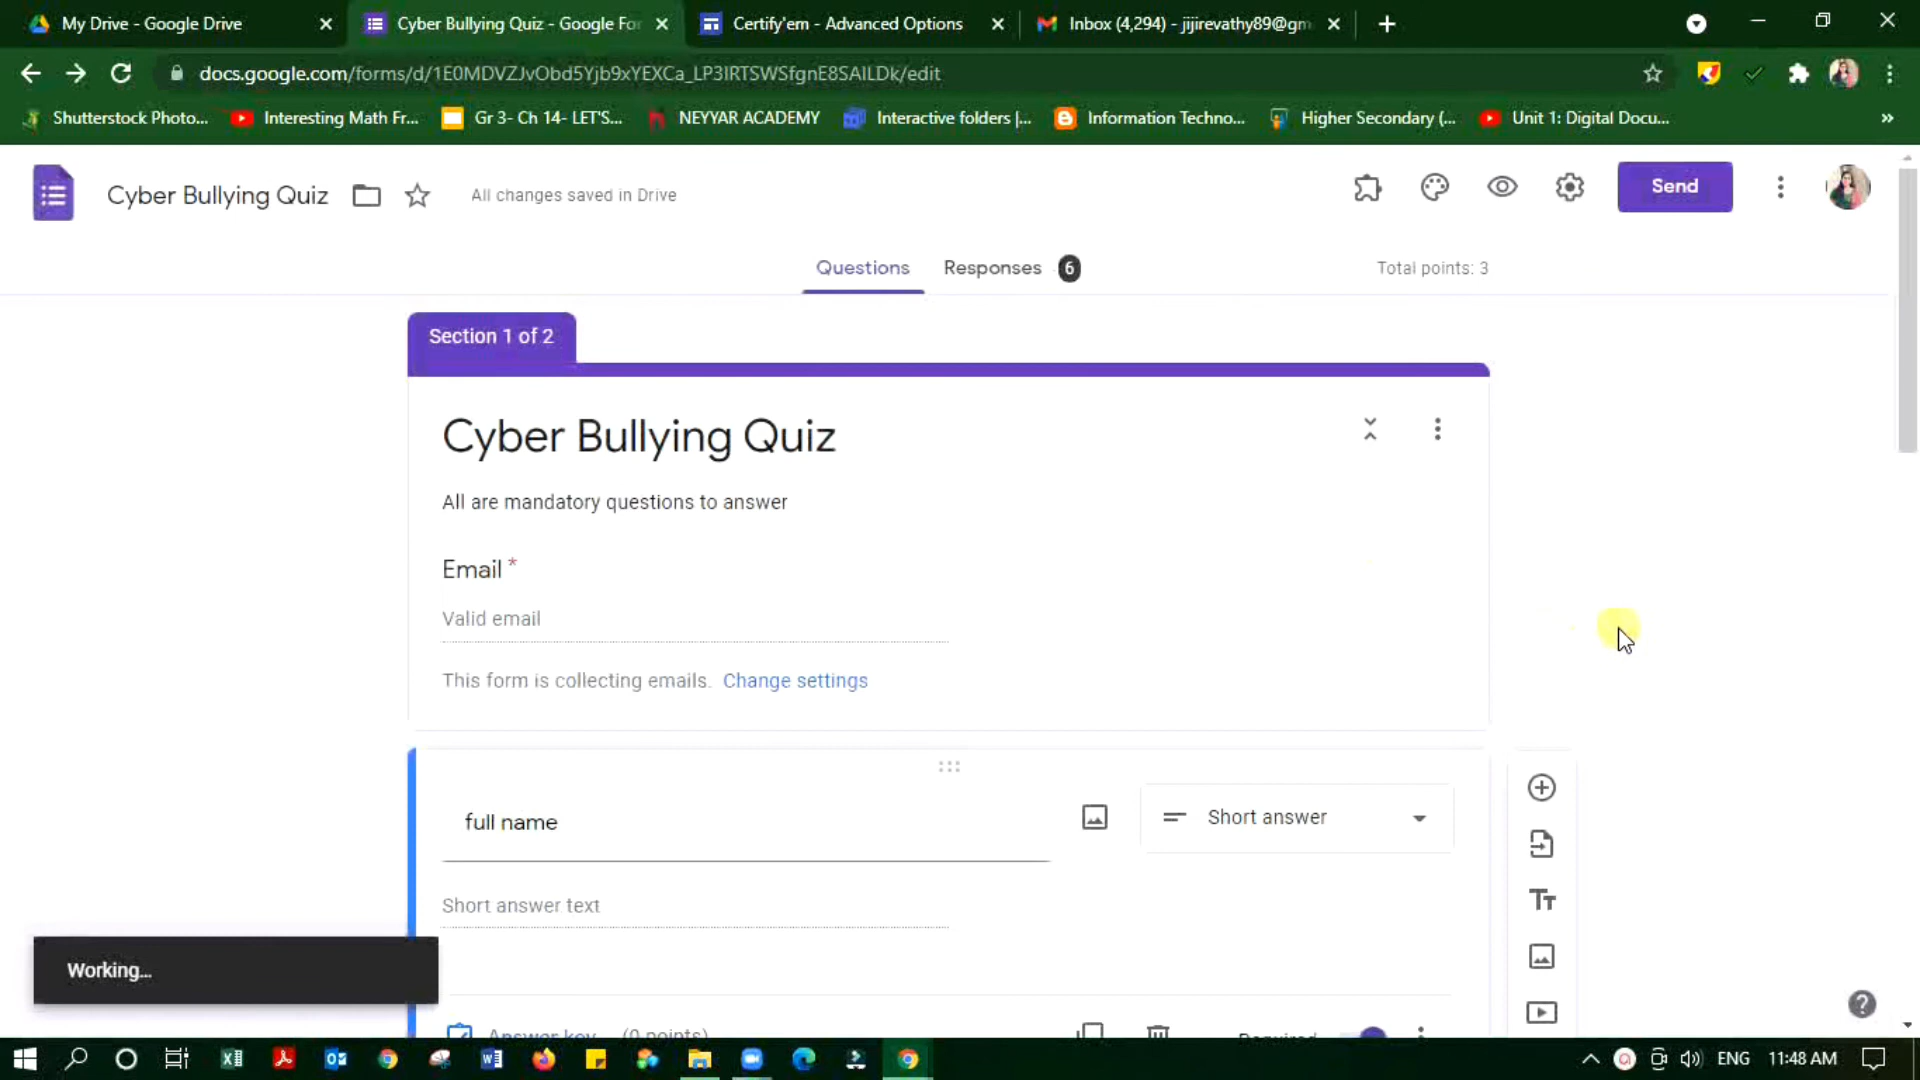 My Drive - Google Drive
Cyber Bullying Quiz - Google For
Certify'em - Advanced Options
Inbox (4,294) - jijirevathy89@gm
docs.google.com/forms/d/1E0MDVZJvObd5Yjb9xYEXCa_LP3IRTSWSfgnE8SAILDk/edit
Shutterstock Photo...
Interesting Math Fr...
Gr 3- Ch 14- LET'S...
NEYYAR ACADEMY
Interactive folders |...
Information Techno...
Higher Secondary (...
Unit 1: Digital Docu...
»
Cyber Bullying Quiz
All changes saved in Drive
Send
Questions
Responses 6
Total points: 3
Section 1 of 2
Cyber Bullying Quiz
All are mandatory questions to answer
Email *
Valid email
This form is collecting emails. Change settings
full name
Short answer
Short answer text
Working...
Answer key (0 points)
Required
ENG
11:48 AM